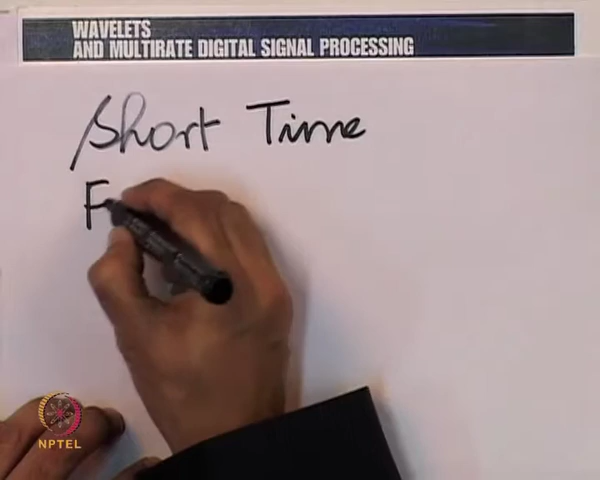 WAVELETS
AND MULTIRATE DIGITAL SIGNAL PROCESSING
Short Time
F
NPTEL